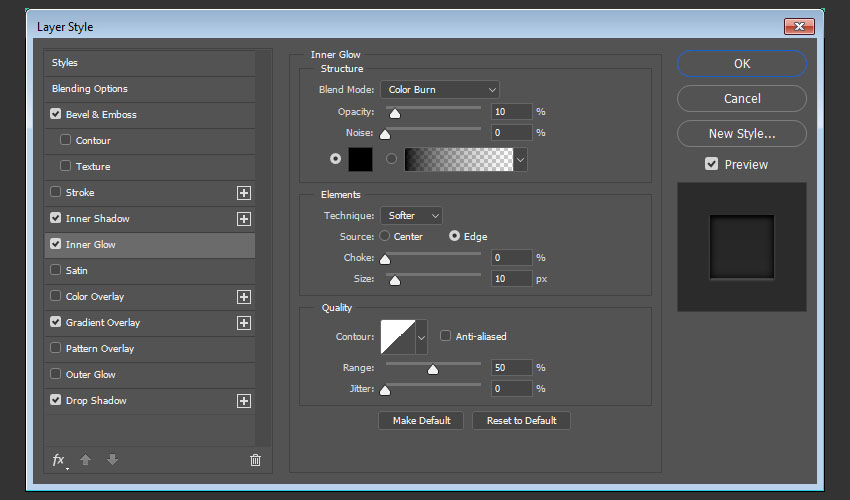 Layer Style
Styles
Blending Options
Bevel & Emboss
Contour
Texture
Stroke
Inner Shadow
Inner Glow
Satin
Color Overlay
Gradient Overlay
Pattern Overlay
Outer Glow
Drop Shadow
fx
Inner Glow
Structure
Blend Mode: Color Burn
Opacity: 10 %
Noise: 0 %
Elements
Technique: Softer
Source: Center Edge
Choke: 0 %
Size: 10 px
Quality
Contour: Anti-aliased
Range: 50 %
Jitter: 0 %
Make Default Reset to Default
OK
Cancel
New Style...
Preview